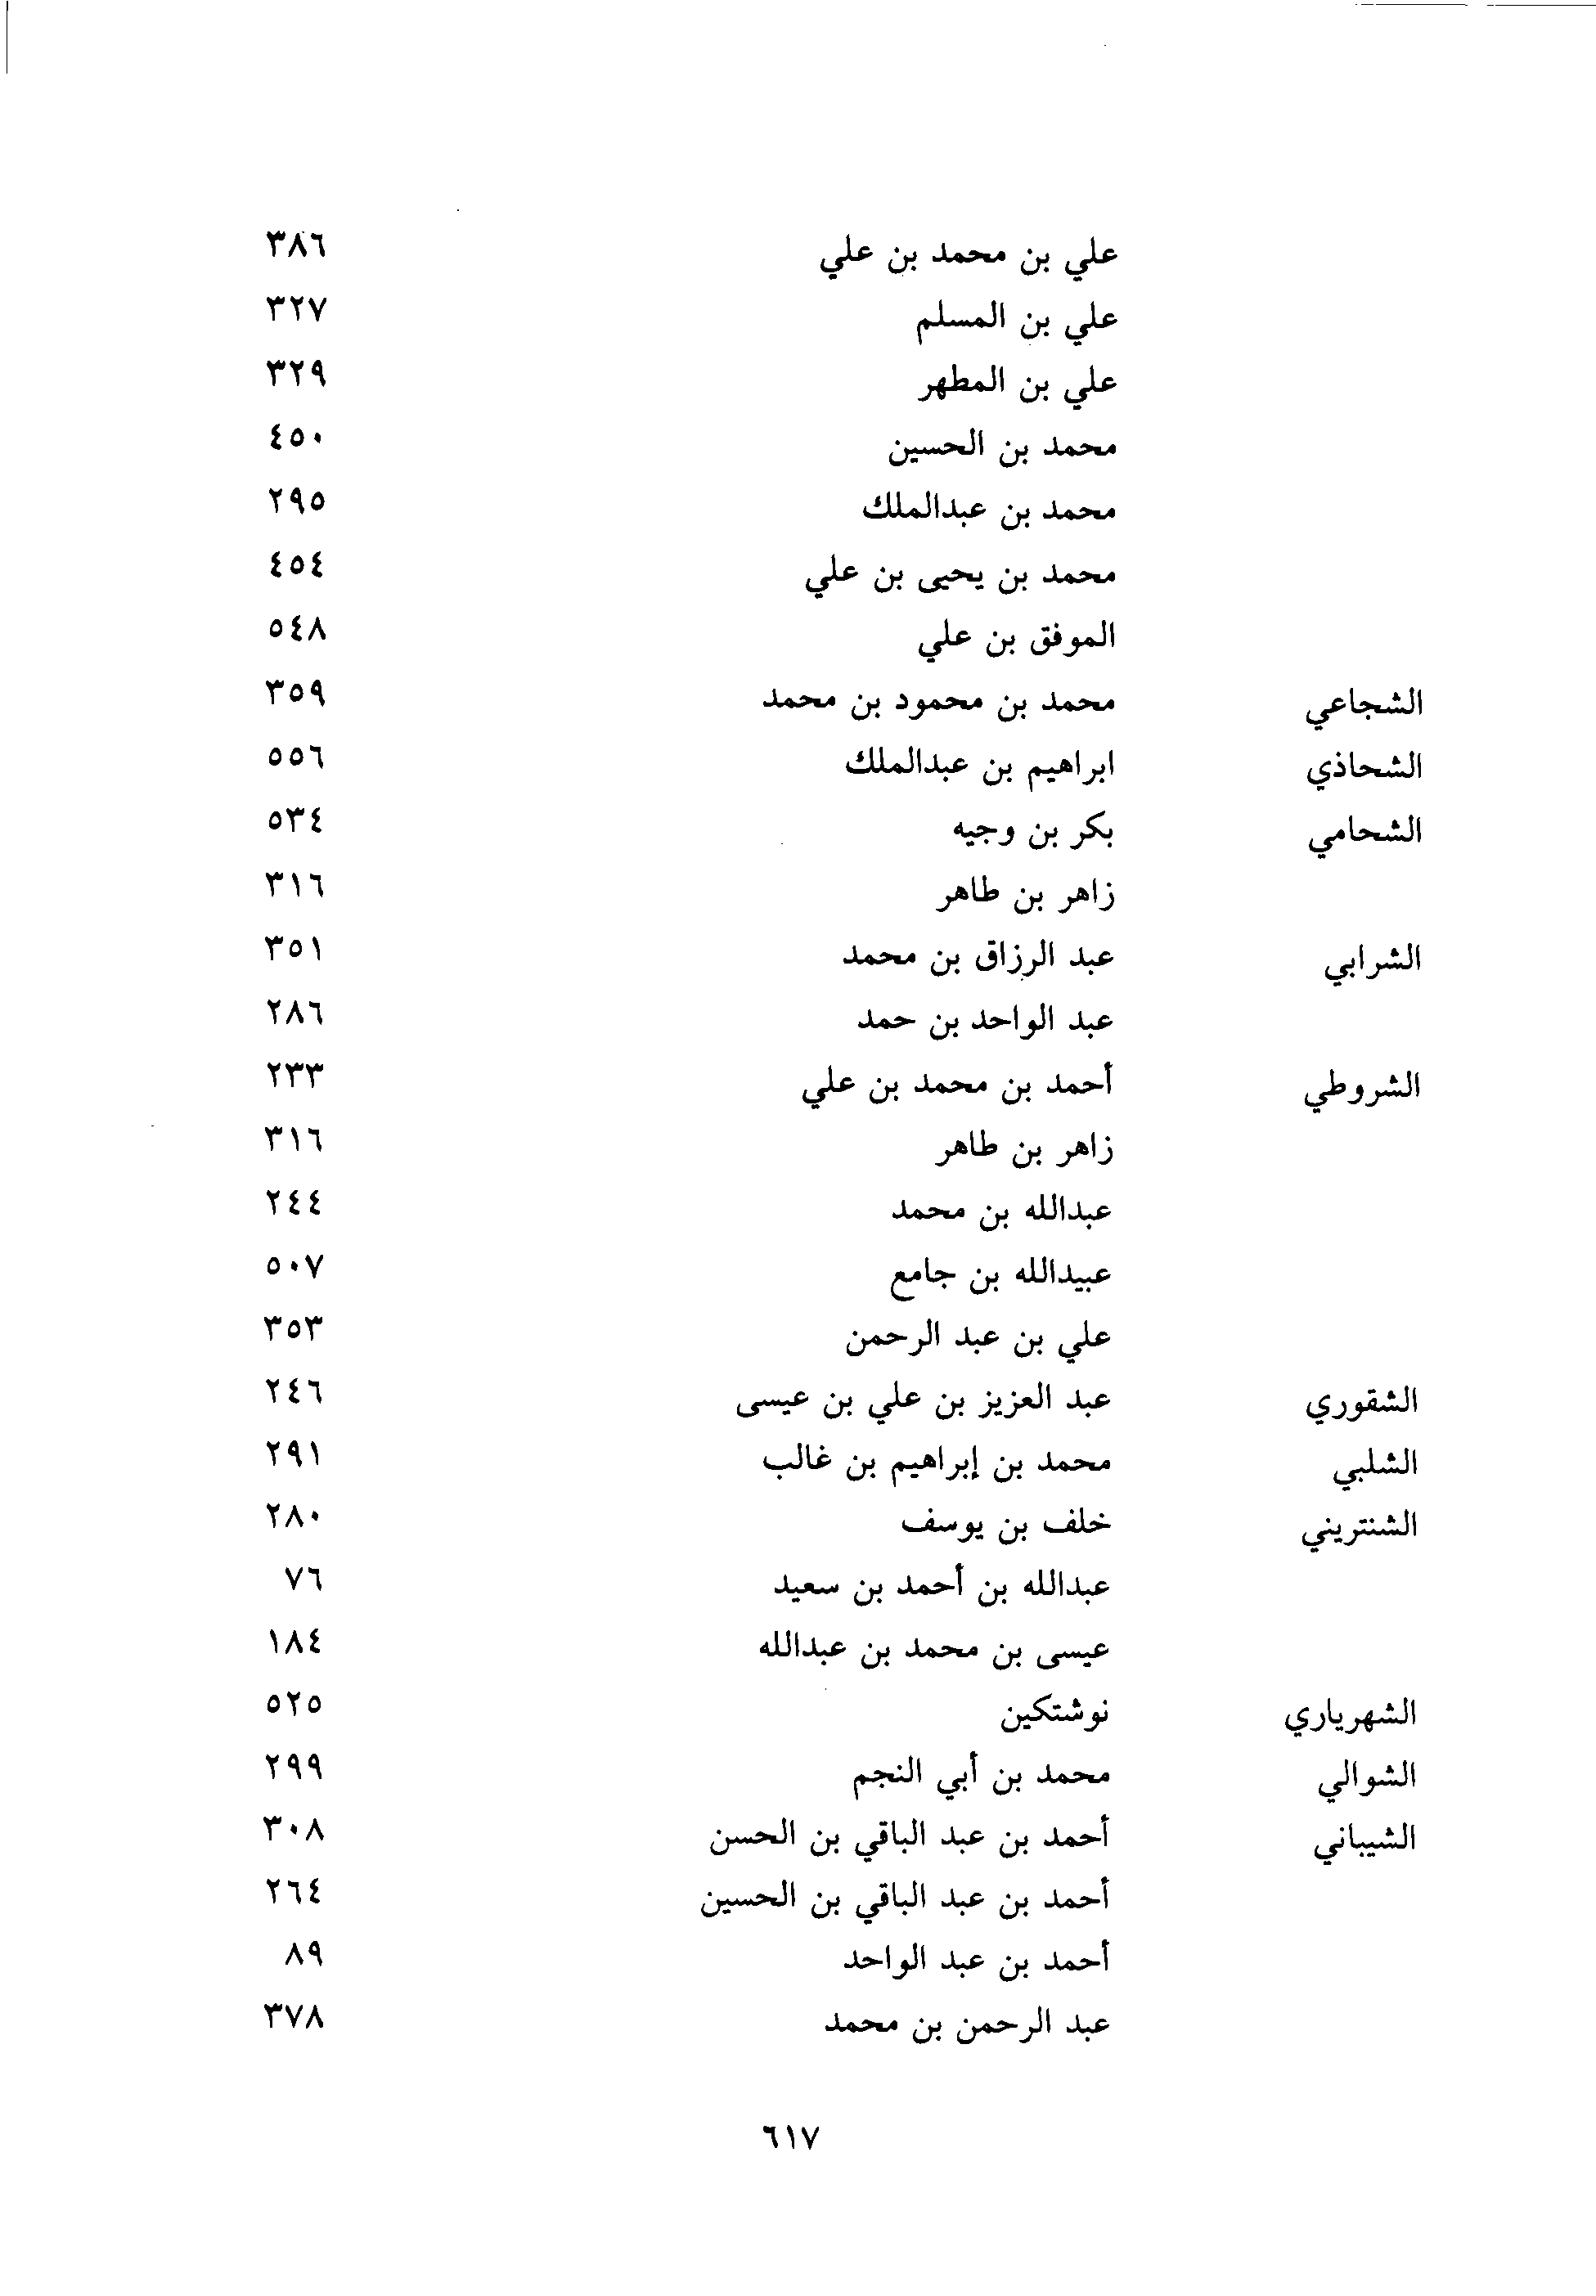 علي بن محمد بن علي ٣٨٦
علي بن المسلم ٣٢٧
علي بن المطهر ٣٢٩
محمد بن الحسين ٤٥٠
محمد بن عبدالملك ٢٩٥
محمد بن يحيى بن علي ٤٥٤
الموفق بن علي ٥٤٨
الشجاعي محمد بن محمود بن محمد ٣٥٩
الشحاذي ابراهيم بن عبدالملك ٥٥٦
الشحامي بكر بن وجيه ٥٣٤
زاهر بن طاهر ٣١٦
الشرابي عبد الرزاق بن محمد ٣٥١
عبد الواحد بن حمد ٢٨٦
الشروطي أحمد بن محمد بن علي ٢٣٣
زاهر بن طاهر ٣١٦
عبدالله بن محمد ٢٤٤
عبيدالله بن جامع ٥٠٧
علي بن عبد الرحمن ٣٥٣
الشقوري عبد العزيز بن علي بن عيسى ٢٤٦
الشلبي محمد بن إبراهيم بن غالب ٢٩١
الشنتريني خلف بن يوسف ٢٨٠
عبدالله بن أحمد بن سعيد ٧٦
عيسى بن محمد بن عبدالله ١٨٤
الشهرياري نوشتكين ٥٢٥
الشوالي محمد بن أبي النجم ٢٩٩
الشيباني أحمد بن عبد الباقي بن الحسن ٣٠٨
أحمد بن عبد الباقي بن الحسين ٢٦٤
أحمد بن عبد الواحد ٨٩
عبد الرحمن بن محمد ٣٧٨
٦١٧